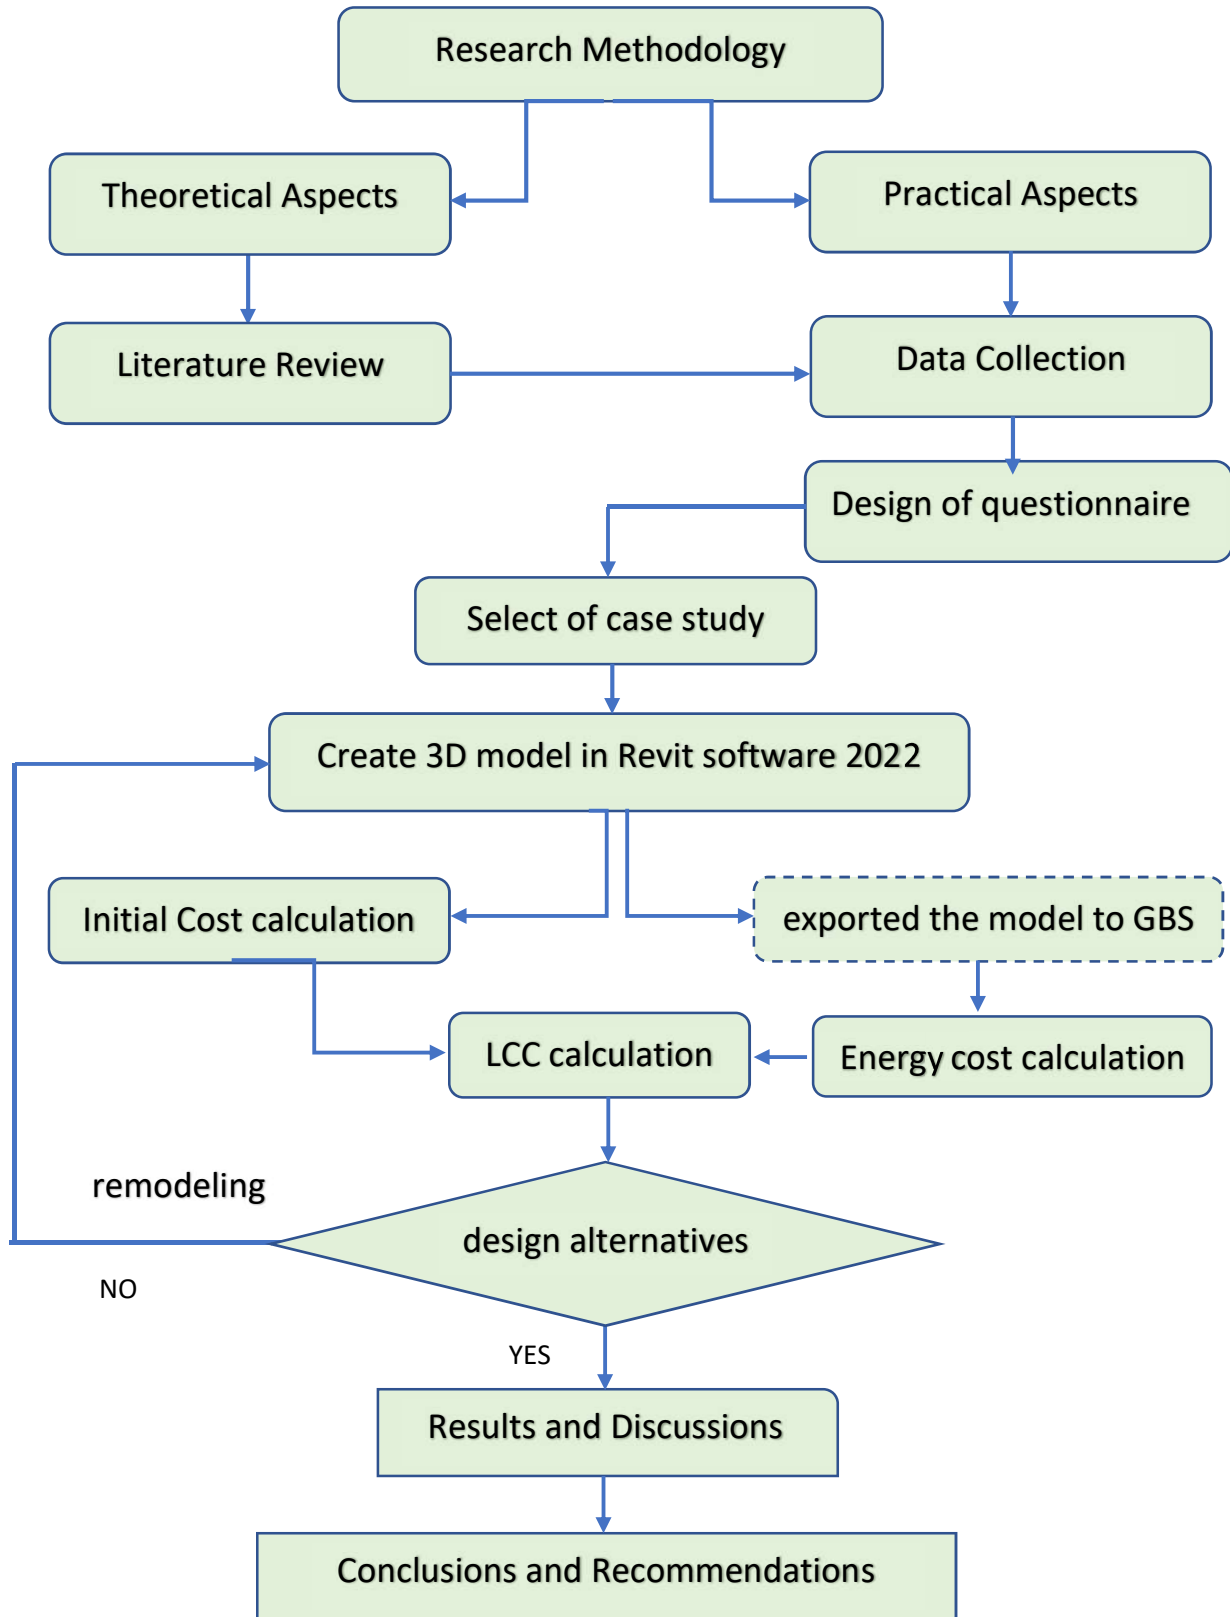 Research Methodology
Theoretical Aspects
Practical Aspects
Literature Review
Data Collection
Design of questionnaire
Select of case study
Create 3D model in Revit software 2022
Initial Cost calculation
exported the model to GBS
LCC calculation
Energy cost calculation
remodeling
design alternatives
NO
YES
Results and Discussions
Conclusions and Recommendations